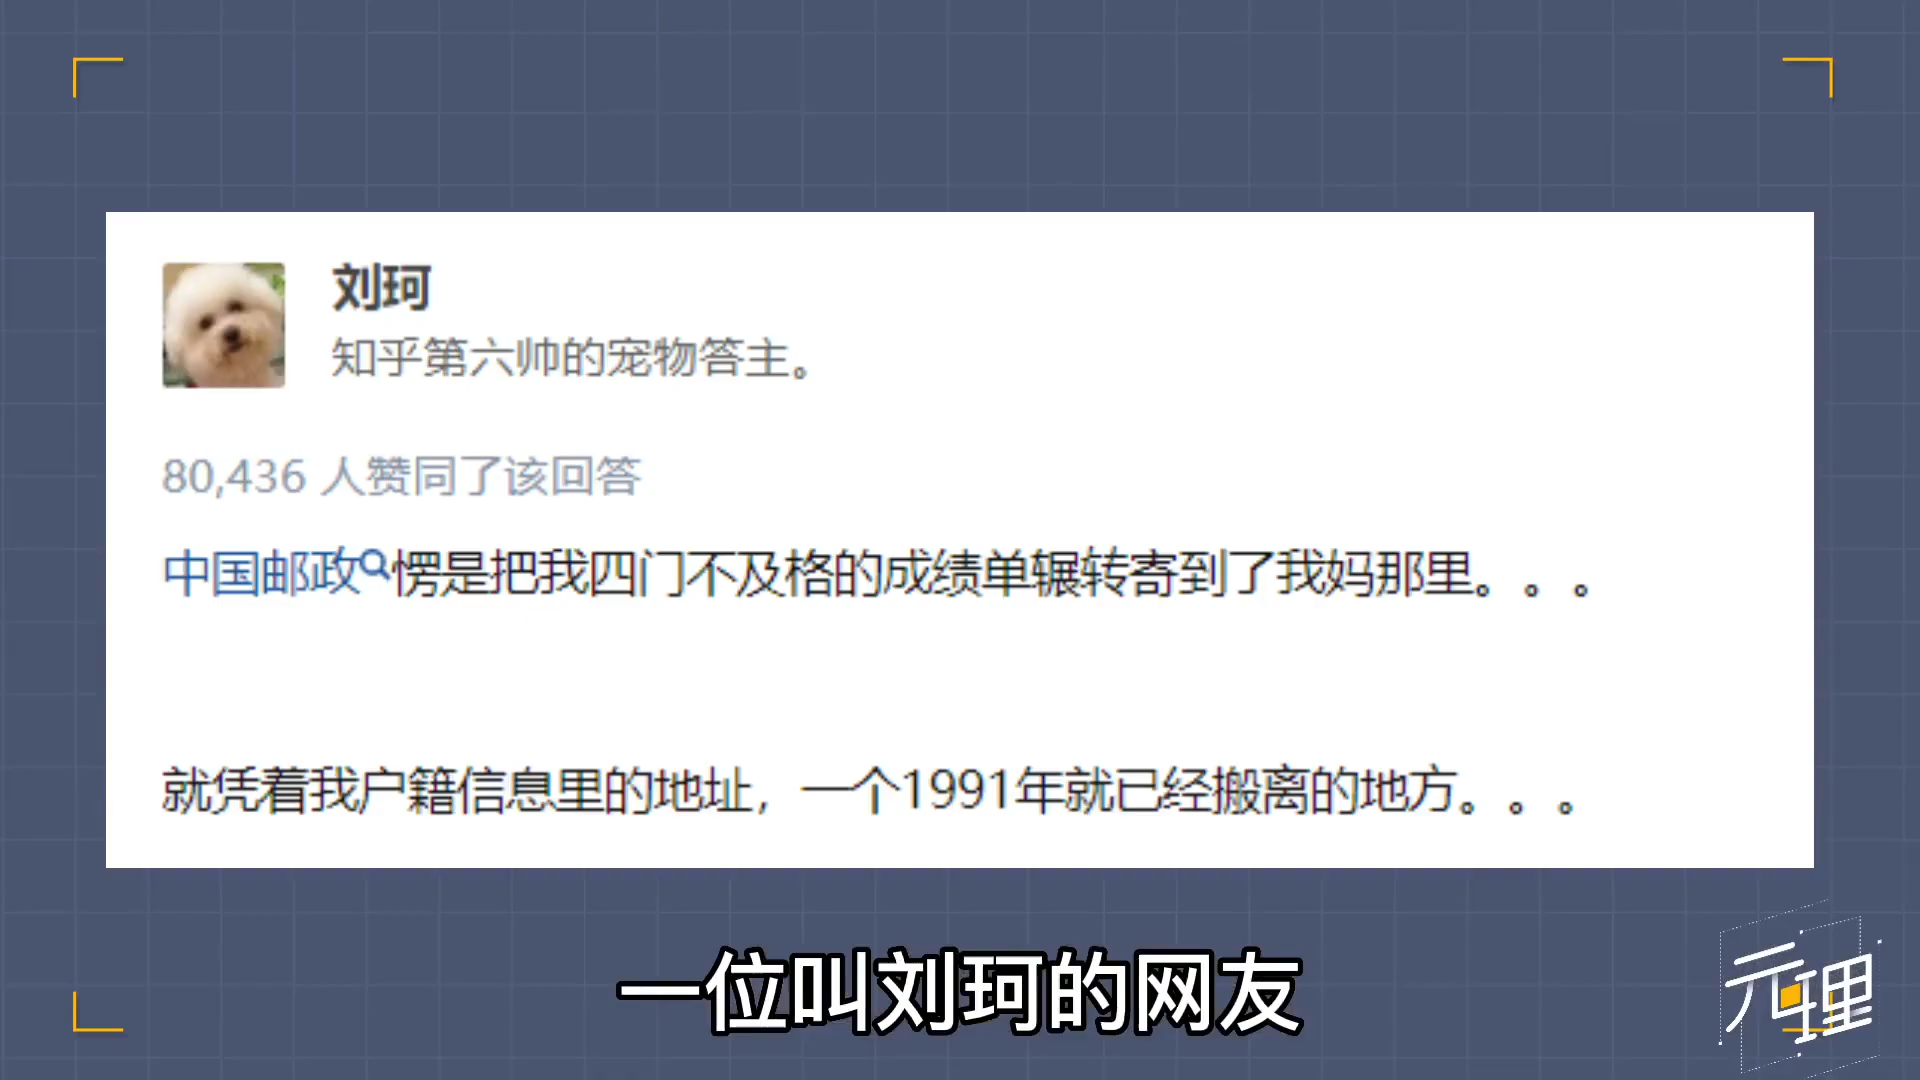 刘珂
知乎第六帅的宠物答主。
80,436 人赞同了该回答
中国邮政愣是把我四门不及格的成绩单辗转寄到了我妈那里。。。
就凭着我户籍信息里的地址，一个1991年就已经搬离的地方。。。
一位叫刘珂的网友
元理